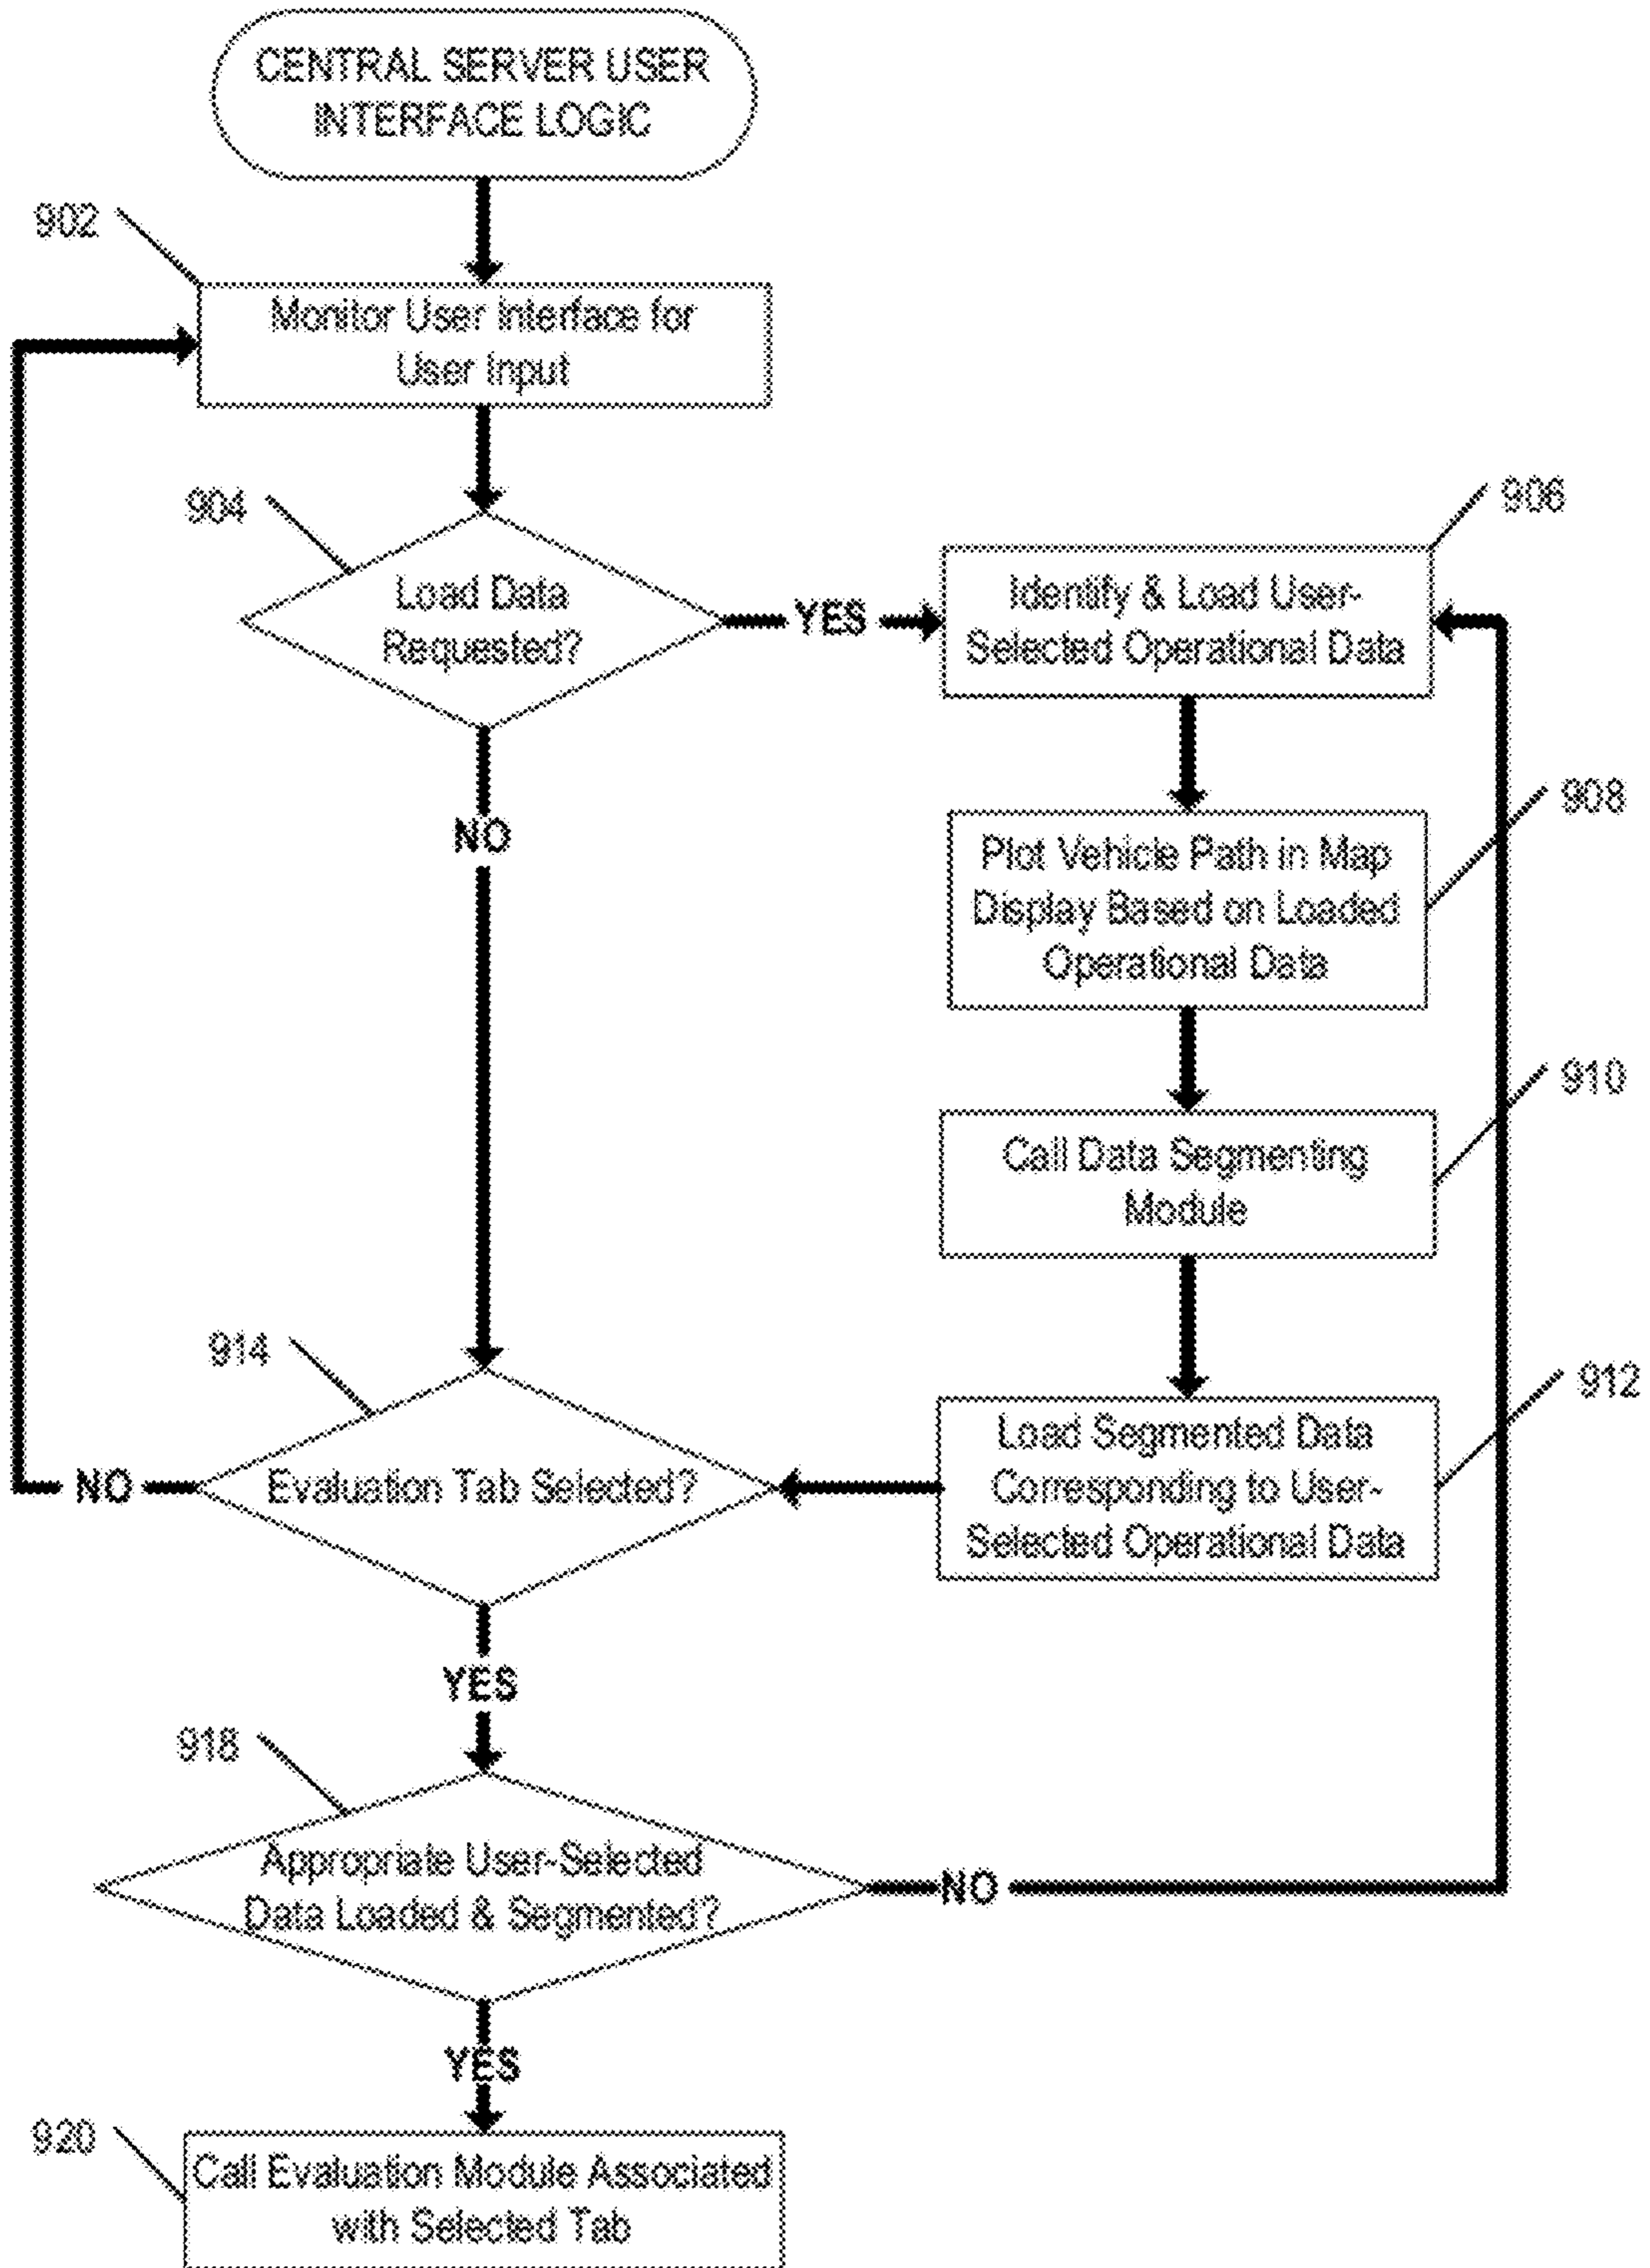 CENTRAL SERVER USER
INTERFACE LOGIC
902
Monitor User Interface for
User Input
904
Load Data
Requested?
YES
906
Identify & Load User-
Selected Operational Data
NO
908
Plot Vehicle Path in Map
Display Based on Loaded
Operational Data
910
Call Data Segmenting
Module
912
Load Segmented Data
Corresponding to User-
Selected Operational Data
914
Evaluation Tab Selected?
NO
YES
918
Appropriate User-Selected
Data Loaded & Segmented?
NO
YES
920
Call Evaluation Module Associated
with Selected Tab